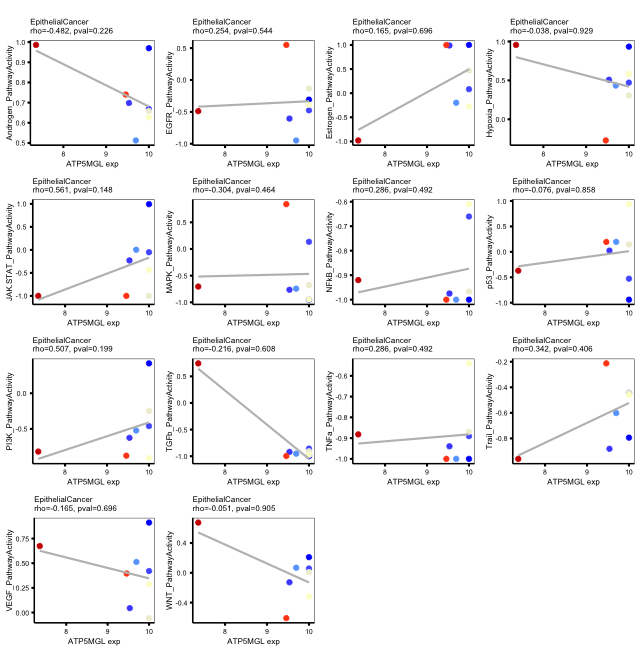 EpithelialCancer
rho=-0.482, pval=0.226
Androgen_PathwayActivity
1.0
0.9
0.8
0.7
0.6
0.5
8
9
10
ATP5MGL exp
EpithelialCancer
rho=0.254, pval=0.544
EGFR_PathwayActivity
0.5
0.0
-0.5
-1.0
8
9
10
ATP5MGL exp
EpithelialCancer
rho=0.165, pval=0.696
Estrogen_PathwayActivity
1.0
0.5
0.0
-0.5
-1.0
8
9
10
ATP5MGL exp
EpithelialCancer
rho=-0.038, pval=0.929
Hypoxia_PathwayActivity
0.5
0.0
8
9
10
ATP5MGL exp
EpithelialCancer
rho=0.561, pval=0.148
JAK-STAT_PathwayActivity
1.0
0.5
0.0
-0.5
-1.0
8
9
10
ATP5MGL exp
EpithelialCancer
rho=-0.304, pval=0.464
MAPK_PathwayActivity
0.5
0.0
-0.5
-1.0
8
9
10
ATP5MGL exp
EpithelialCancer
rho=0.286, pval=0.492
NFkB_PathwayActivity
-0.6
-0.7
-0.8
-0.9
-1.0
8
9
10
ATP5MGL exp
EpithelialCancer
rho=-0.076, pval=0.858
p53_PathwayActivity
1.0
0.5
0.0
-0.5
-1.0
8
9
10
ATP5MGL exp
EpithelialCancer
rho=0.507, pval=0.199
PI3K_PathwayActivity
0.0
-0.5
8
9
10
ATP5MGL exp
EpithelialCancer
rho=-0.216, pval=0.608
TGFb_PathwayActivity
0.5
0.0
-0.5
-1.0
8
9
10
ATP5MGL exp
EpithelialCancer
rho=0.286, pval=0.492
TNFa_PathwayActivity
-0.6
-0.7
-0.8
-0.9
-1.0
8
9
10
ATP5MGL exp
EpithelialCancer
rho=0.342, pval=0.406
Trail_PathwayActivity
-0.2
-0.4
-0.6
-0.8
8
9
10
ATP5MGL exp
EpithelialCancer
rho=-0.165, pval=0.696
VEGF_PathwayActivity
0.75
0.50
0.25
0.00
8
9
10
ATP5MGL exp
EpithelialCancer
rho=-0.051, pval=0.905
WNT_PathwayActivity
0.4
0.0
-0.4
8
9
10
ATP5MGL exp